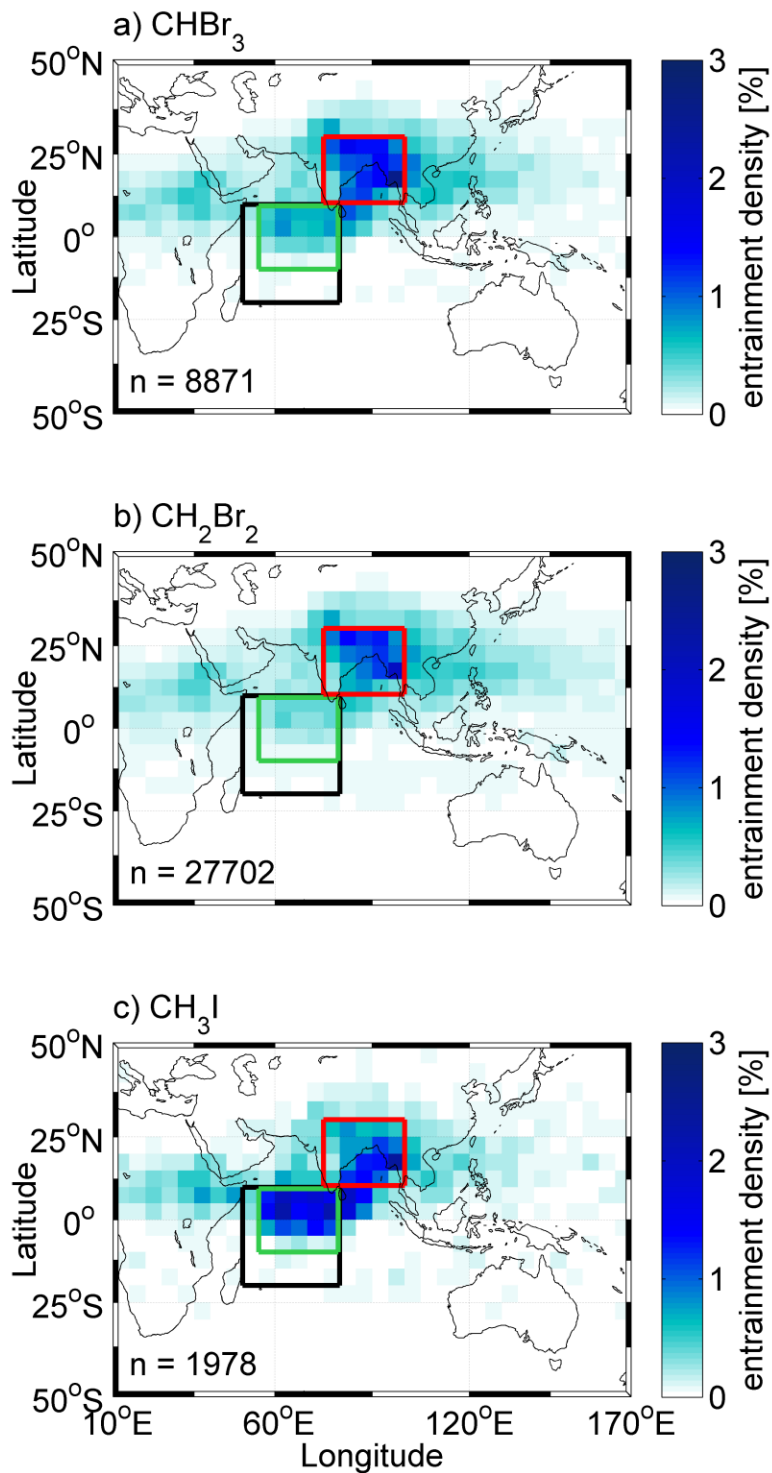 a) CHBr₃
50°N
25°N
0°
25°S
50°S
Latitude
n = 8871
3
2
1
0
entrainment density [%]
b) CH₂Br₂
50°N
25°N
0°
25°S
50°S
Latitude
n = 27702
3
2
1
0
entrainment density [%]
c) CH₃I
50°N
25°N
0°
25°S
50°S
Latitude
n = 1978
3
2
1
0
entrainment density [%]
10°E 60°E 120°E 170°E
Longitude